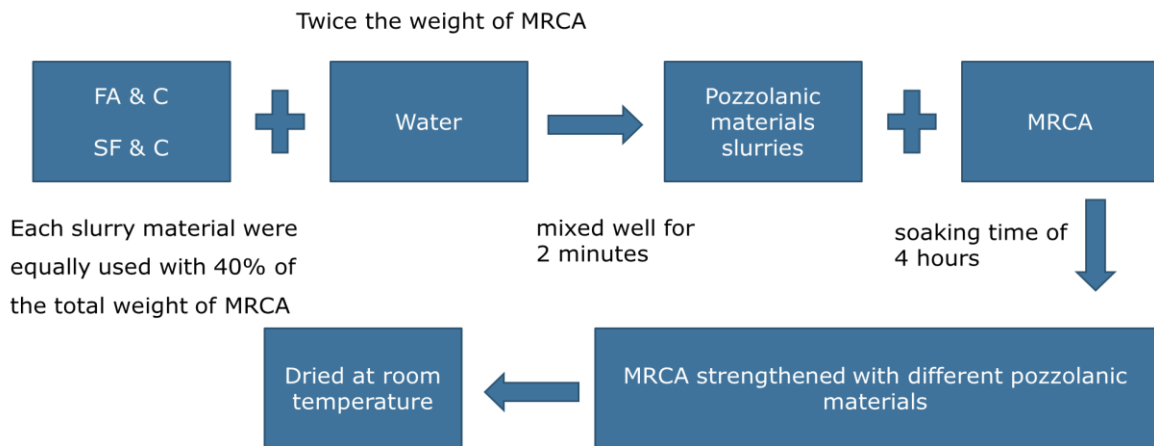 Twice the weight of MRCA
FA & C
SF & C
Water
Pozzolanic
materials
slurries
MRCA
Each slurry material were
equally used with 40% of
the total weight of MRCA
mixed well for
2 minutes
soaking time of
4 hours
Dried at room
temperature
MRCA strengthened with different pozzolanic
materials